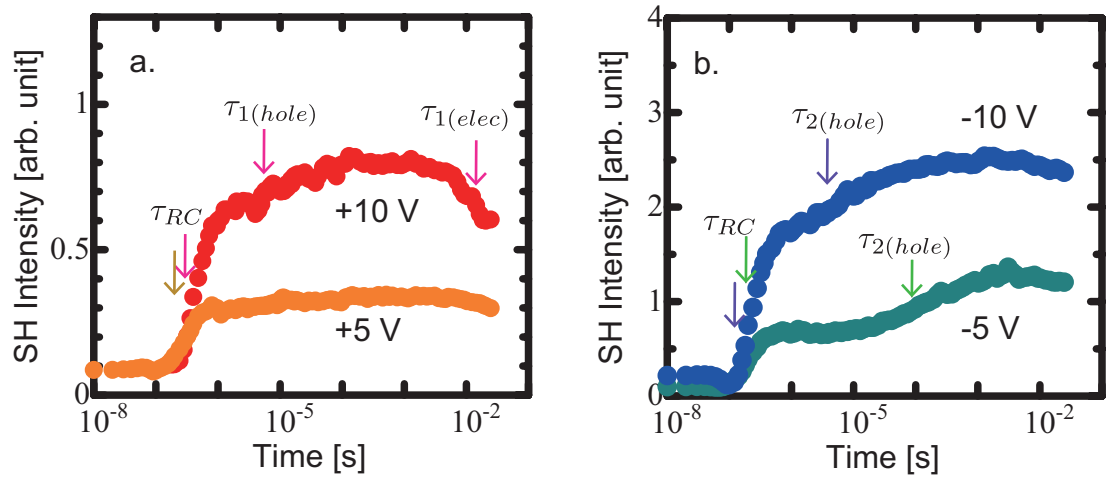 a.
SH Intensity [arb. unit]
1
0.5
0
τ1(hole)
τ1(elec)
τRC
+10 V
+5 V
10-8
10-5
10-2
Time [s]
b.
SH Intensity [arb. unit]
4
3
2
1
0
-10 V
τ2(hole)
τRC
τ2(hole)
-5 V
10-8
10-5
10-2
Time [s]